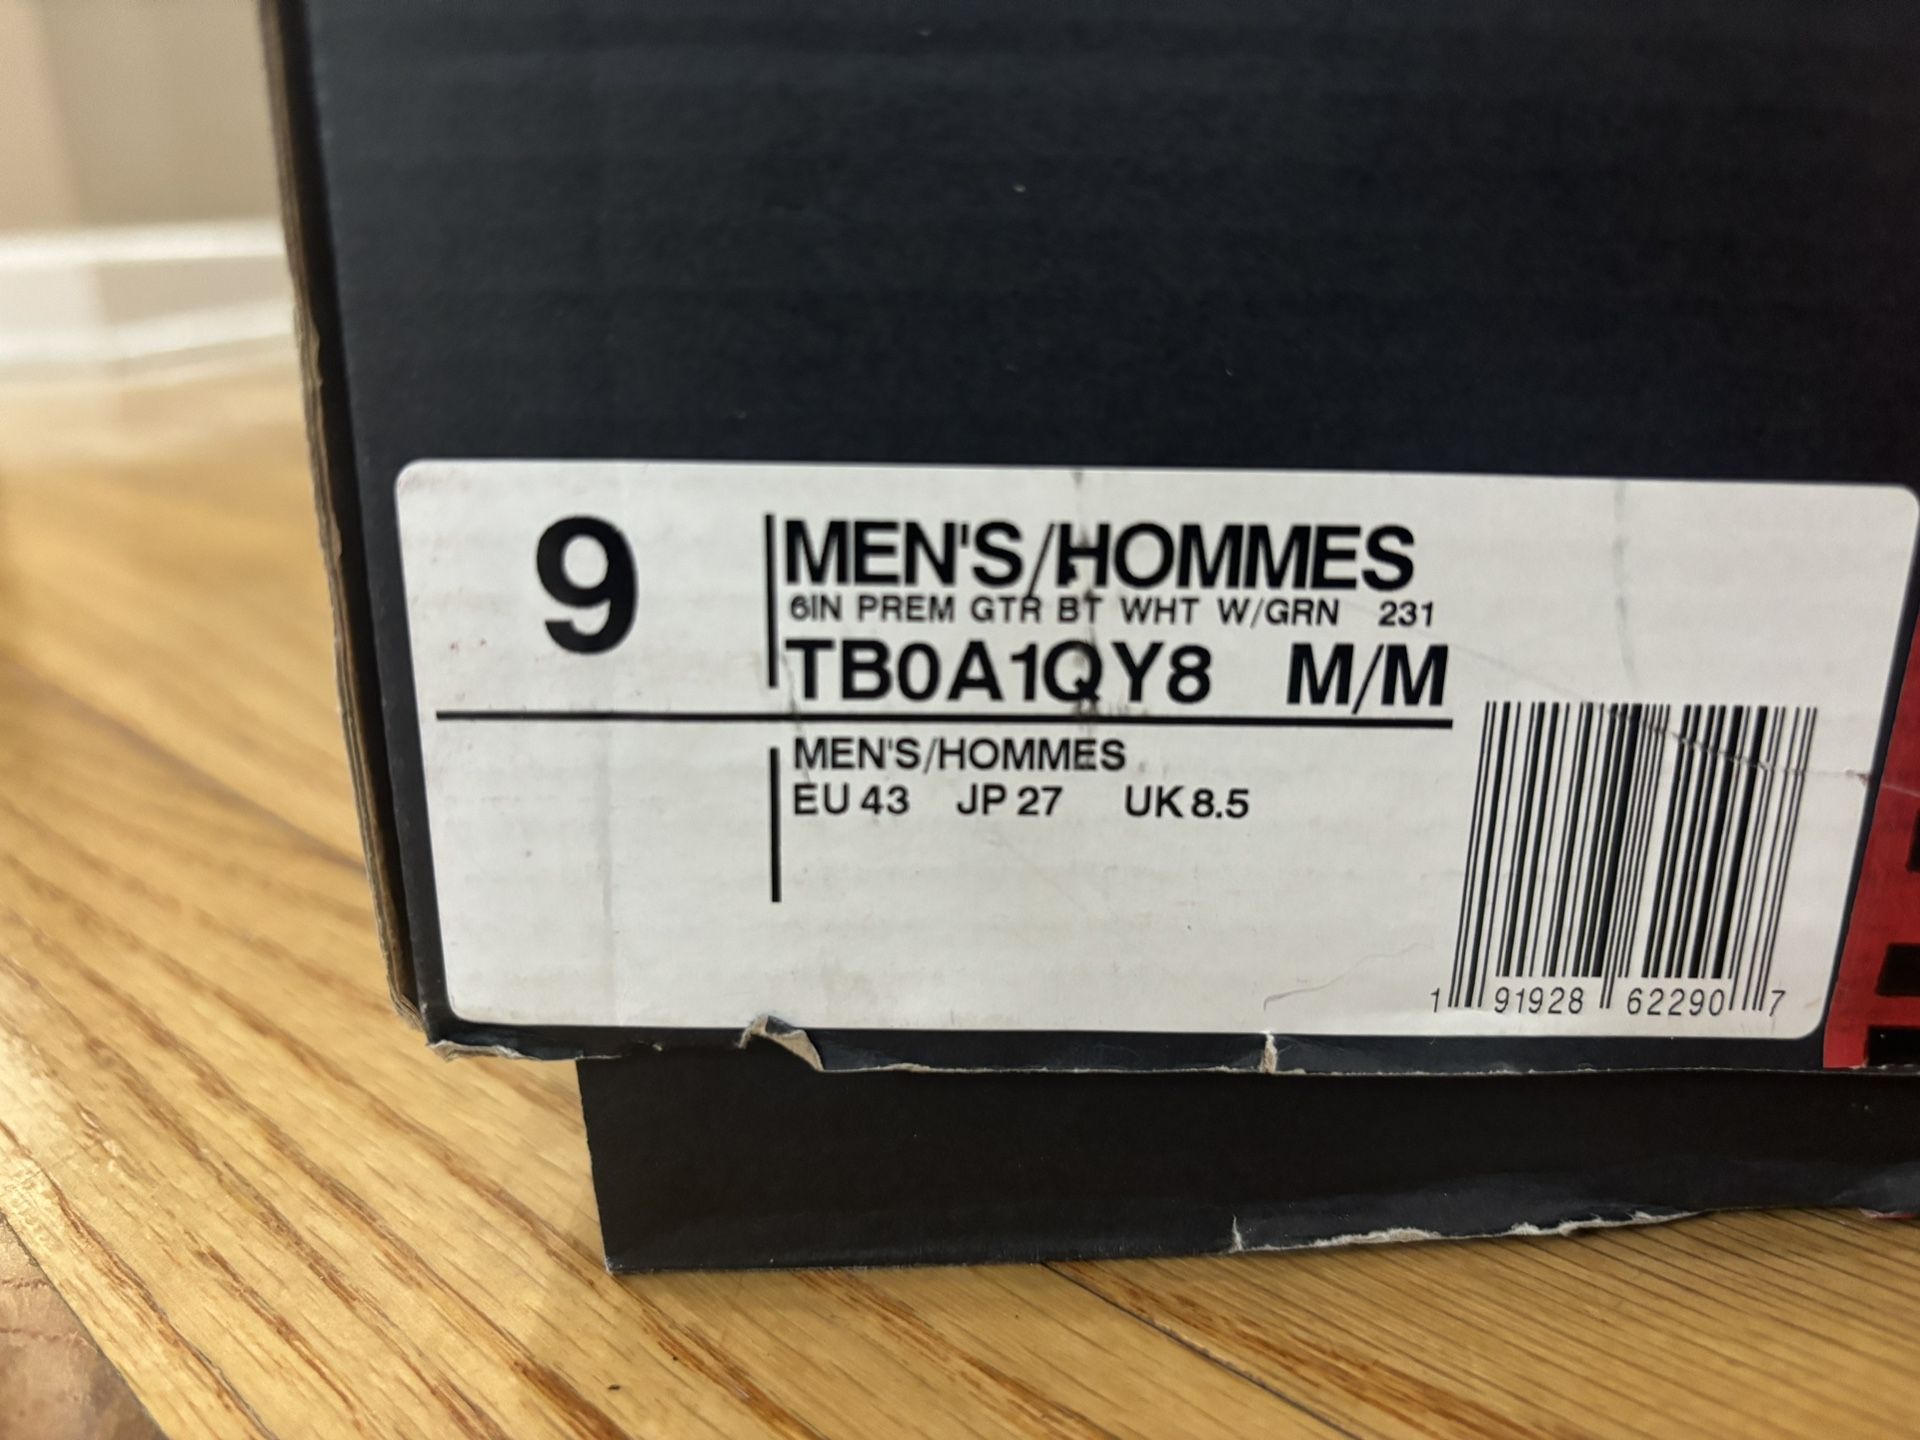 9
MEN'S/HOMMES
6IN PREM GTR BT WHT W/GRN 231
TB0A1QY8 M/M
MEN'S/HOMMES
EU 43 JP 27 UK 8.5
1 91928 62290 7